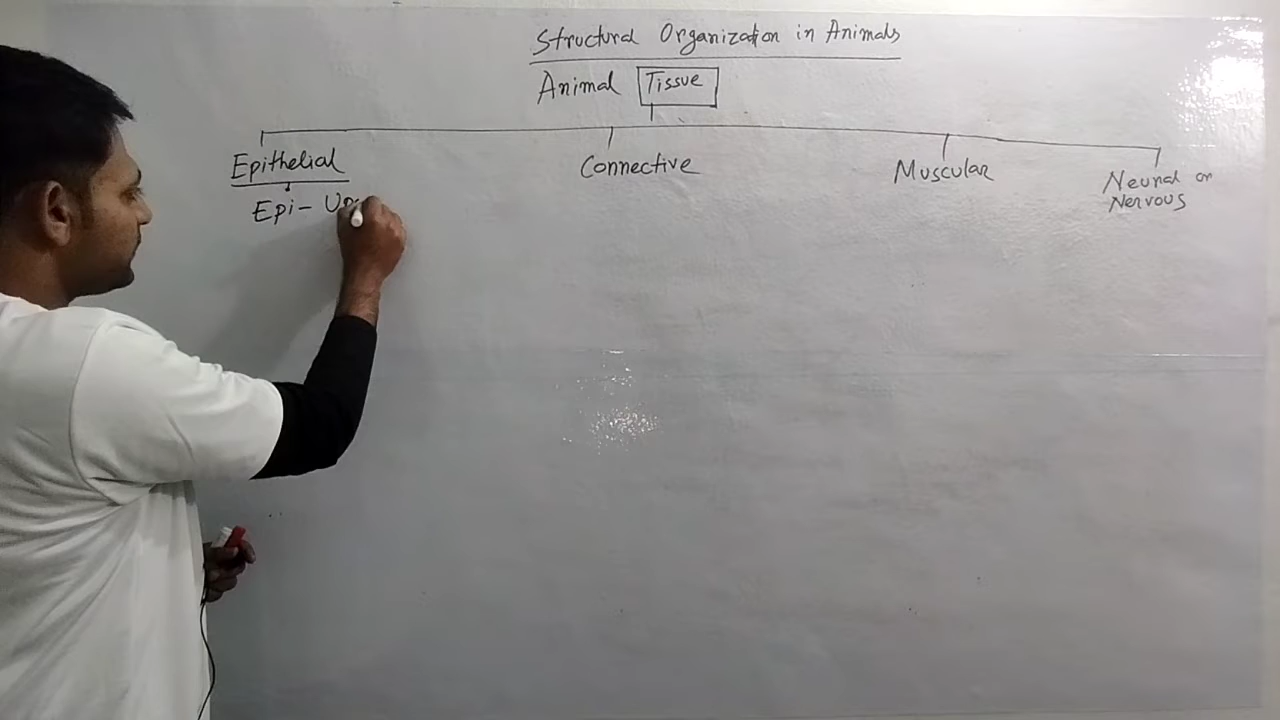 Structural Organization in Animals
Animal Tissue
Epithelial
Connective
Muscular
Neural or
Nervous
Epi-